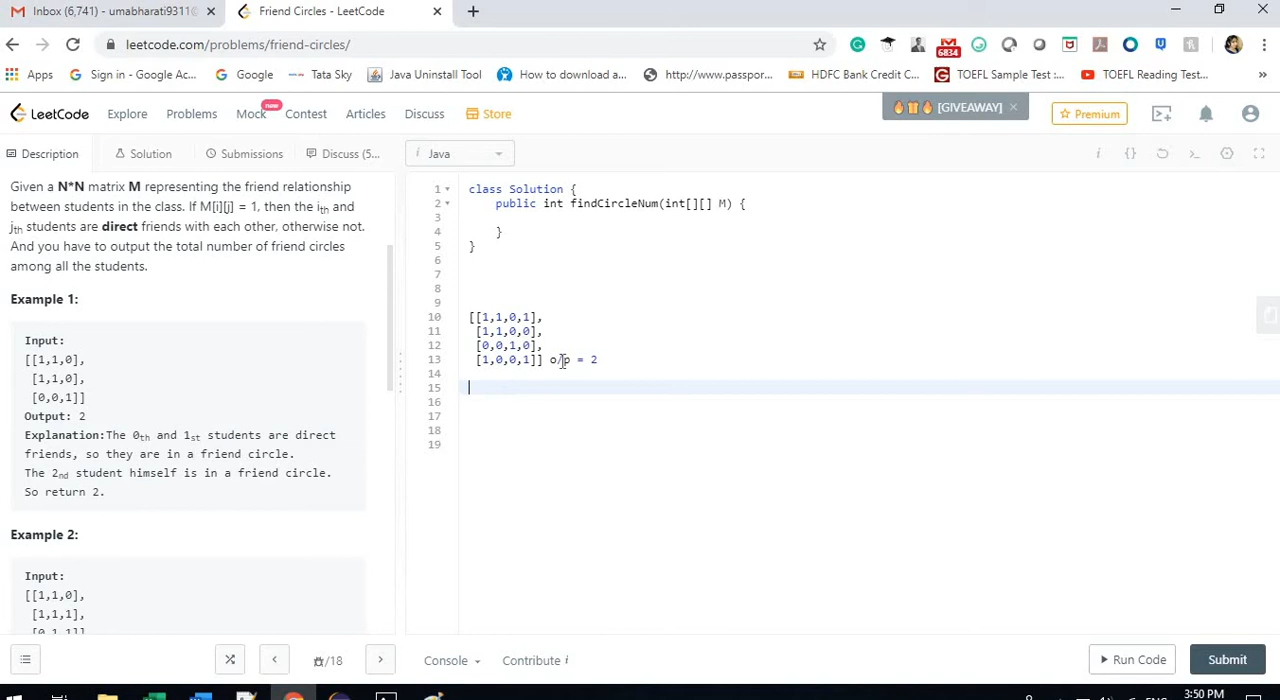 Inbox (6,741) - umabharati9311@
Friend Circles - LeetCode
leetcode.com/problems/friend-circles/
6834
Apps
Sign in - Google Ac...
Google
Tata Sky
Java Uninstall Tool
How to download a...
http://www.passpor...
HDFC Bank Credit C...
TOEFL Sample Test :...
TOEFL Reading Test...
»
LeetCode
Explore
Problems
Mock
new
Contest
Articles
Discuss
Store
[GIVEAWAY]
Premium
Description
Solution
Submissions
Discuss (5...
Java
Given a N*N matrix M representing the friend relationship
between students in the class. If M[i][j] = 1, then the ith and
jth students are direct friends with each other, otherwise not.
And you have to output the total number of friend circles
among all the students.
Example 1:
Input:
[[1,1,0],
[1,1,0],
[0,0,1]]
Output: 2
Explanation:The 0th and 1st students are direct
friends, so they are in a friend circle.
The 2nd student himself is in a friend circle.
So return 2.
Example 2:
Input:
[[1,1,0],
[1,1,1],
[0,1,1]]
1 class Solution {
2 public int findCircleNum(int[][] M) {
3
4 }
5 }
6
7
8
9
10 [[1,1,0,1],
11 [1,1,0,0],
12 [0,0,1,0],
13 [1,0,0,1]] o/p = 2
14
15
16
17
18
19
/18
Console
Contribute i
Run Code
Submit
3:50 PM